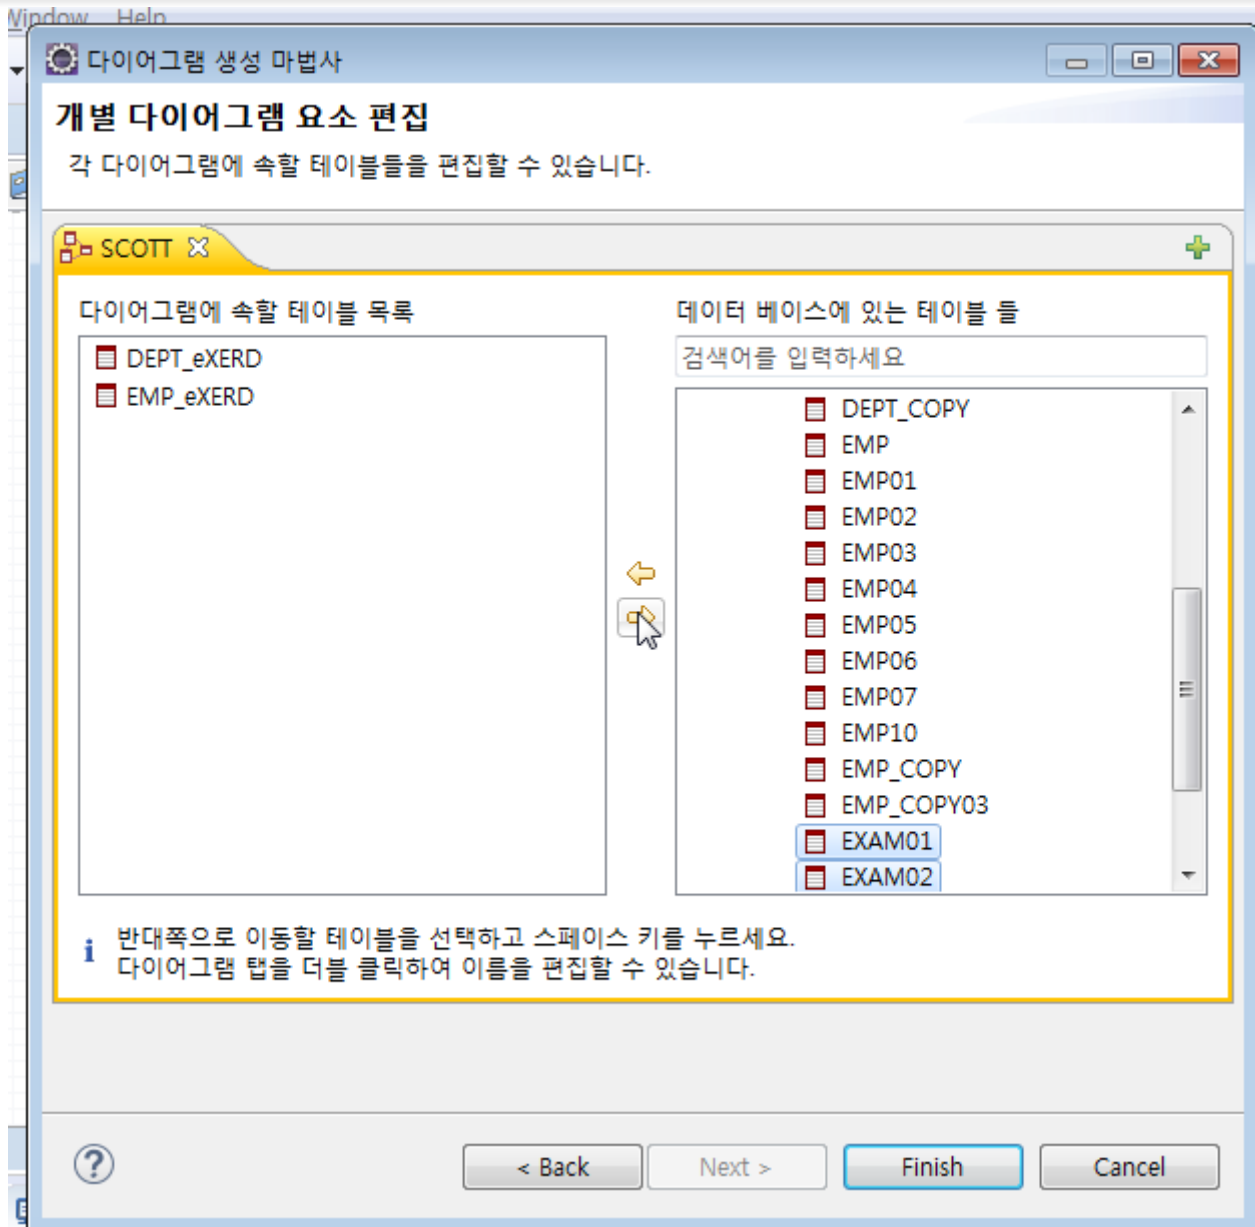 Window Help
다이어그램 생성 마법사
개별 다이어그램 요소 편집
각 다이어그램에 속할 테이블들을 편집할 수 있습니다.
SCOTT
다이어그램에 속할 테이블 목록
DEPT_eXERD
EMP_eXERD
데이터 베이스에 있는 테이블 들
검색어를 입력하세요
DEPT_COPY
EMP
EMP01
EMP02
EMP03
EMP04
EMP05
EMP06
EMP07
EMP10
EMP_COPY
EMP_COPY03
EXAM01
EXAM02
반대쪽으로 이동할 테이블을 선택하고 스페이스 키를 누르세요.
다이어그램 탭을 더블 클릭하여 이름을 편집할 수 있습니다.
< Back Next > Finish Cancel